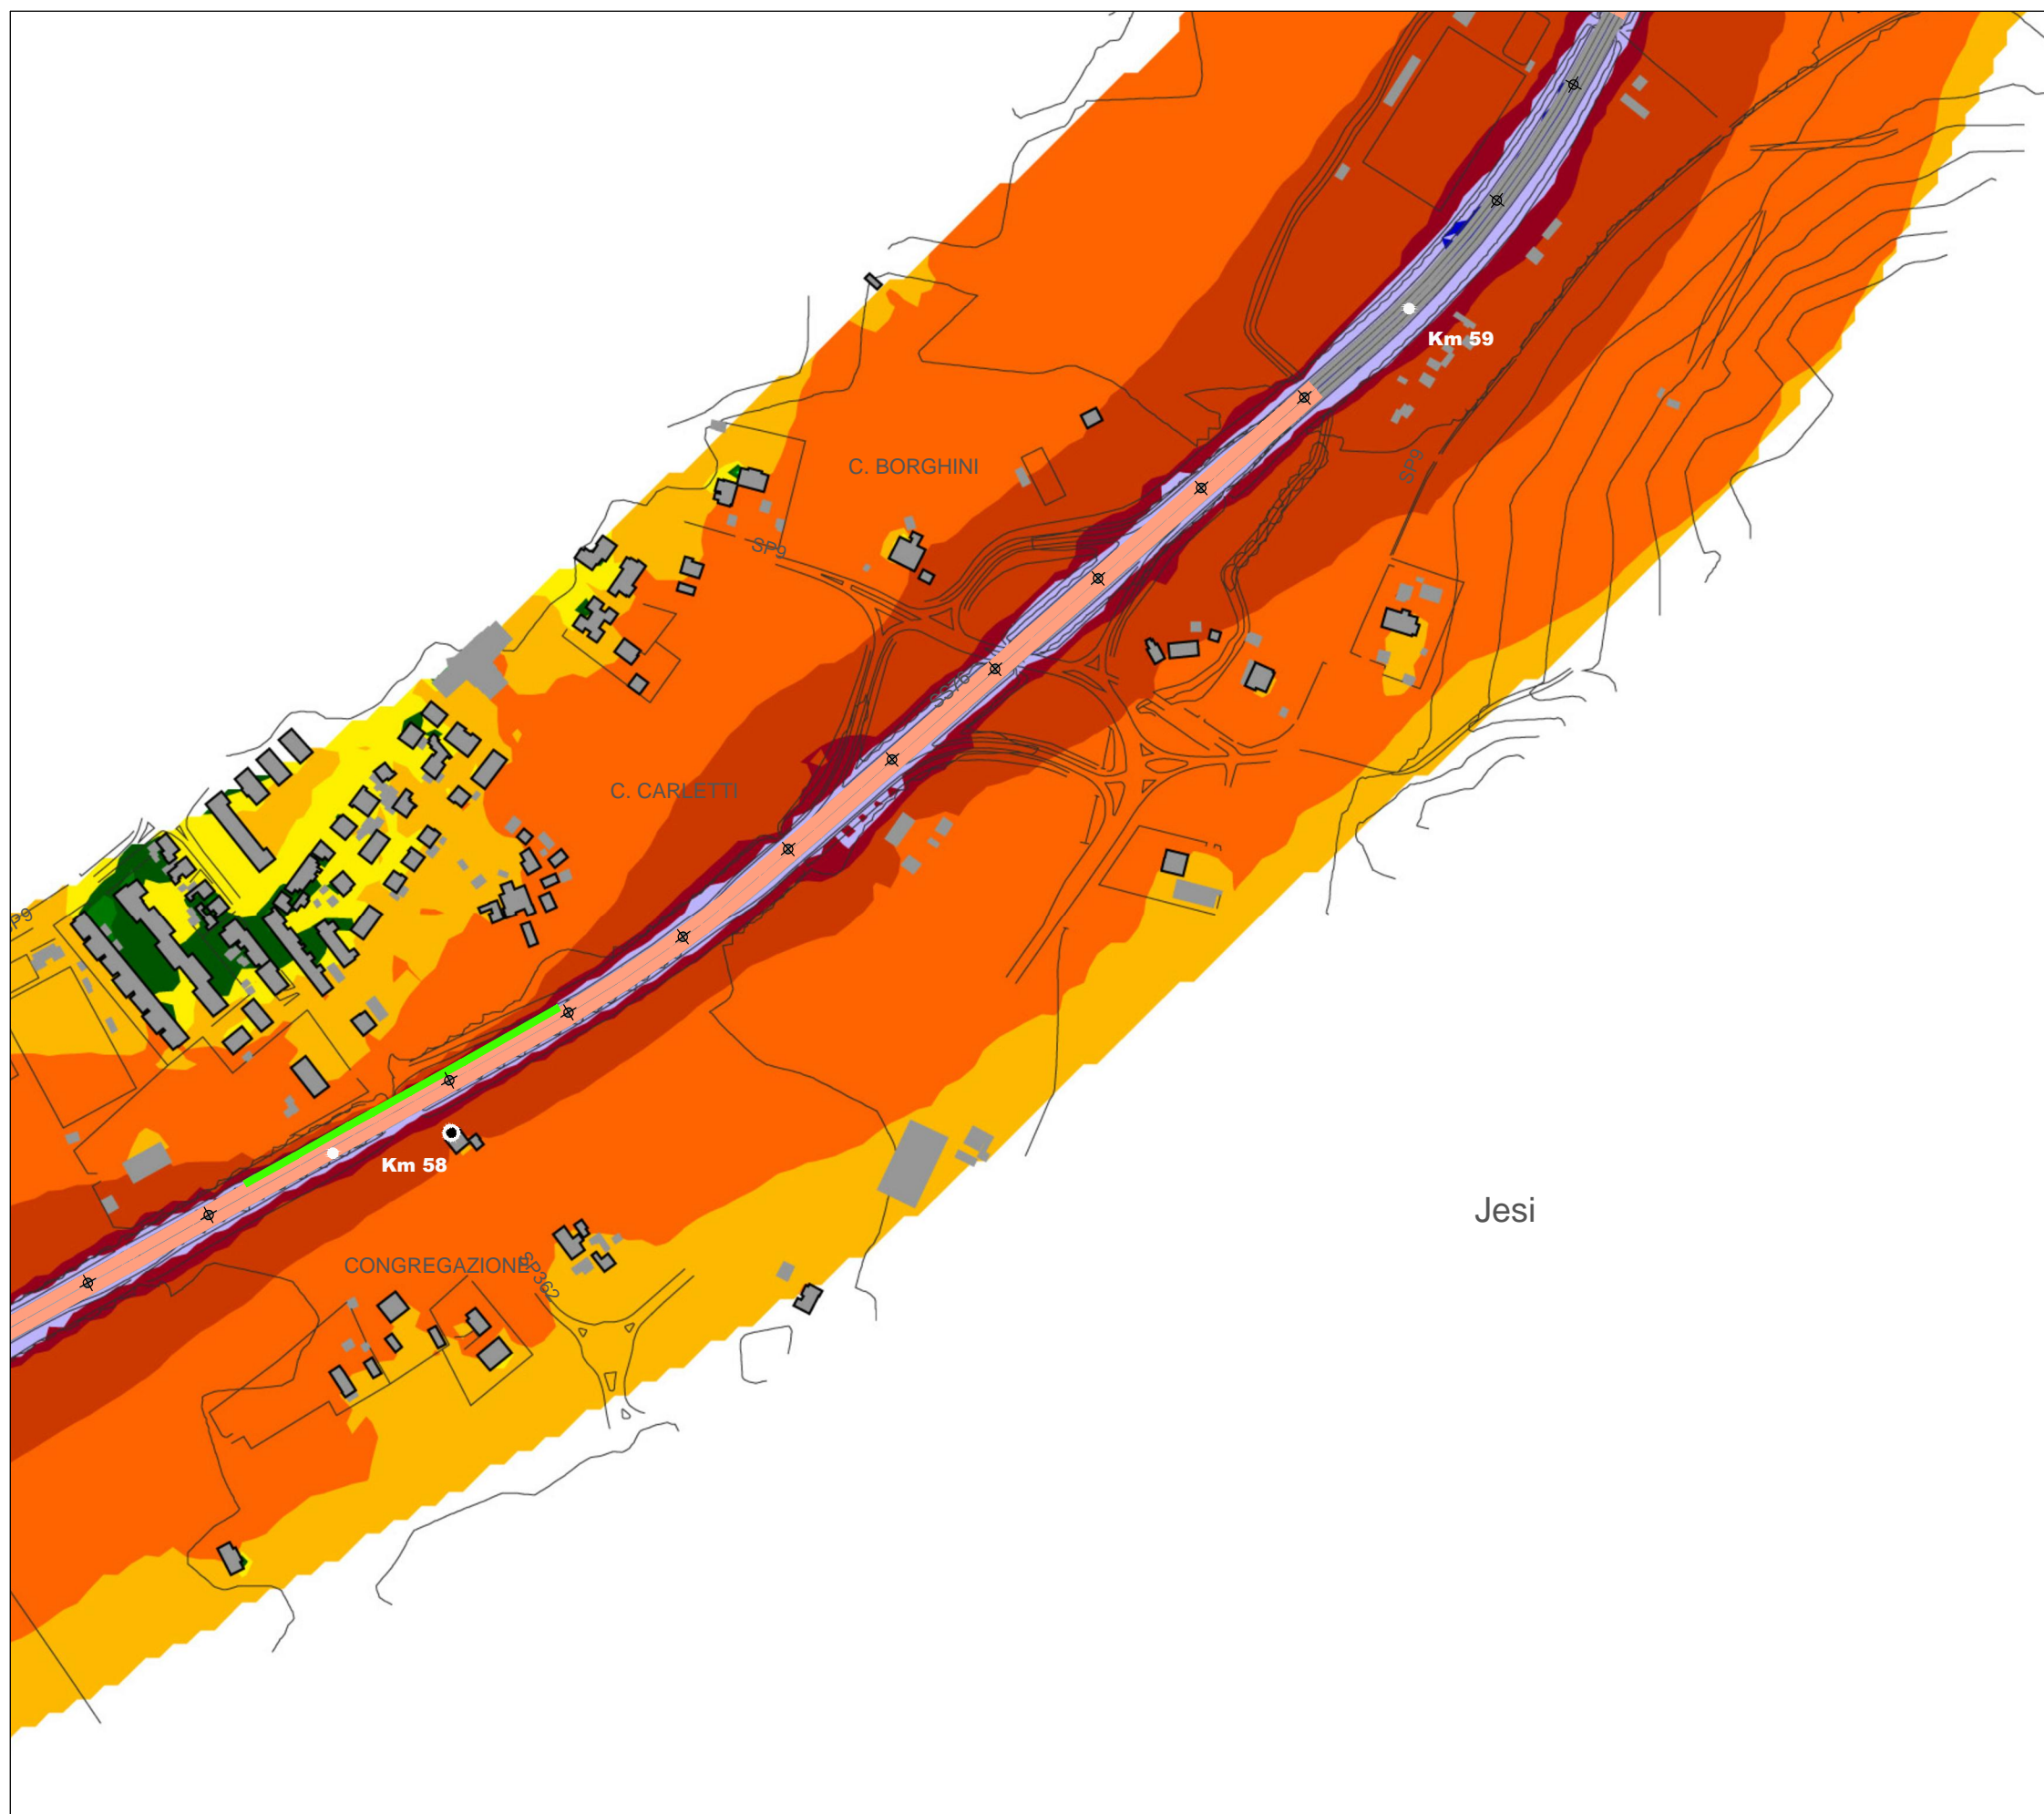 Km 59
C. BORGHINI
SP9
SP9
SS76
C. CARLETTI
SP9
Km 58
Jesi
CONGREGAZIONE
SP362